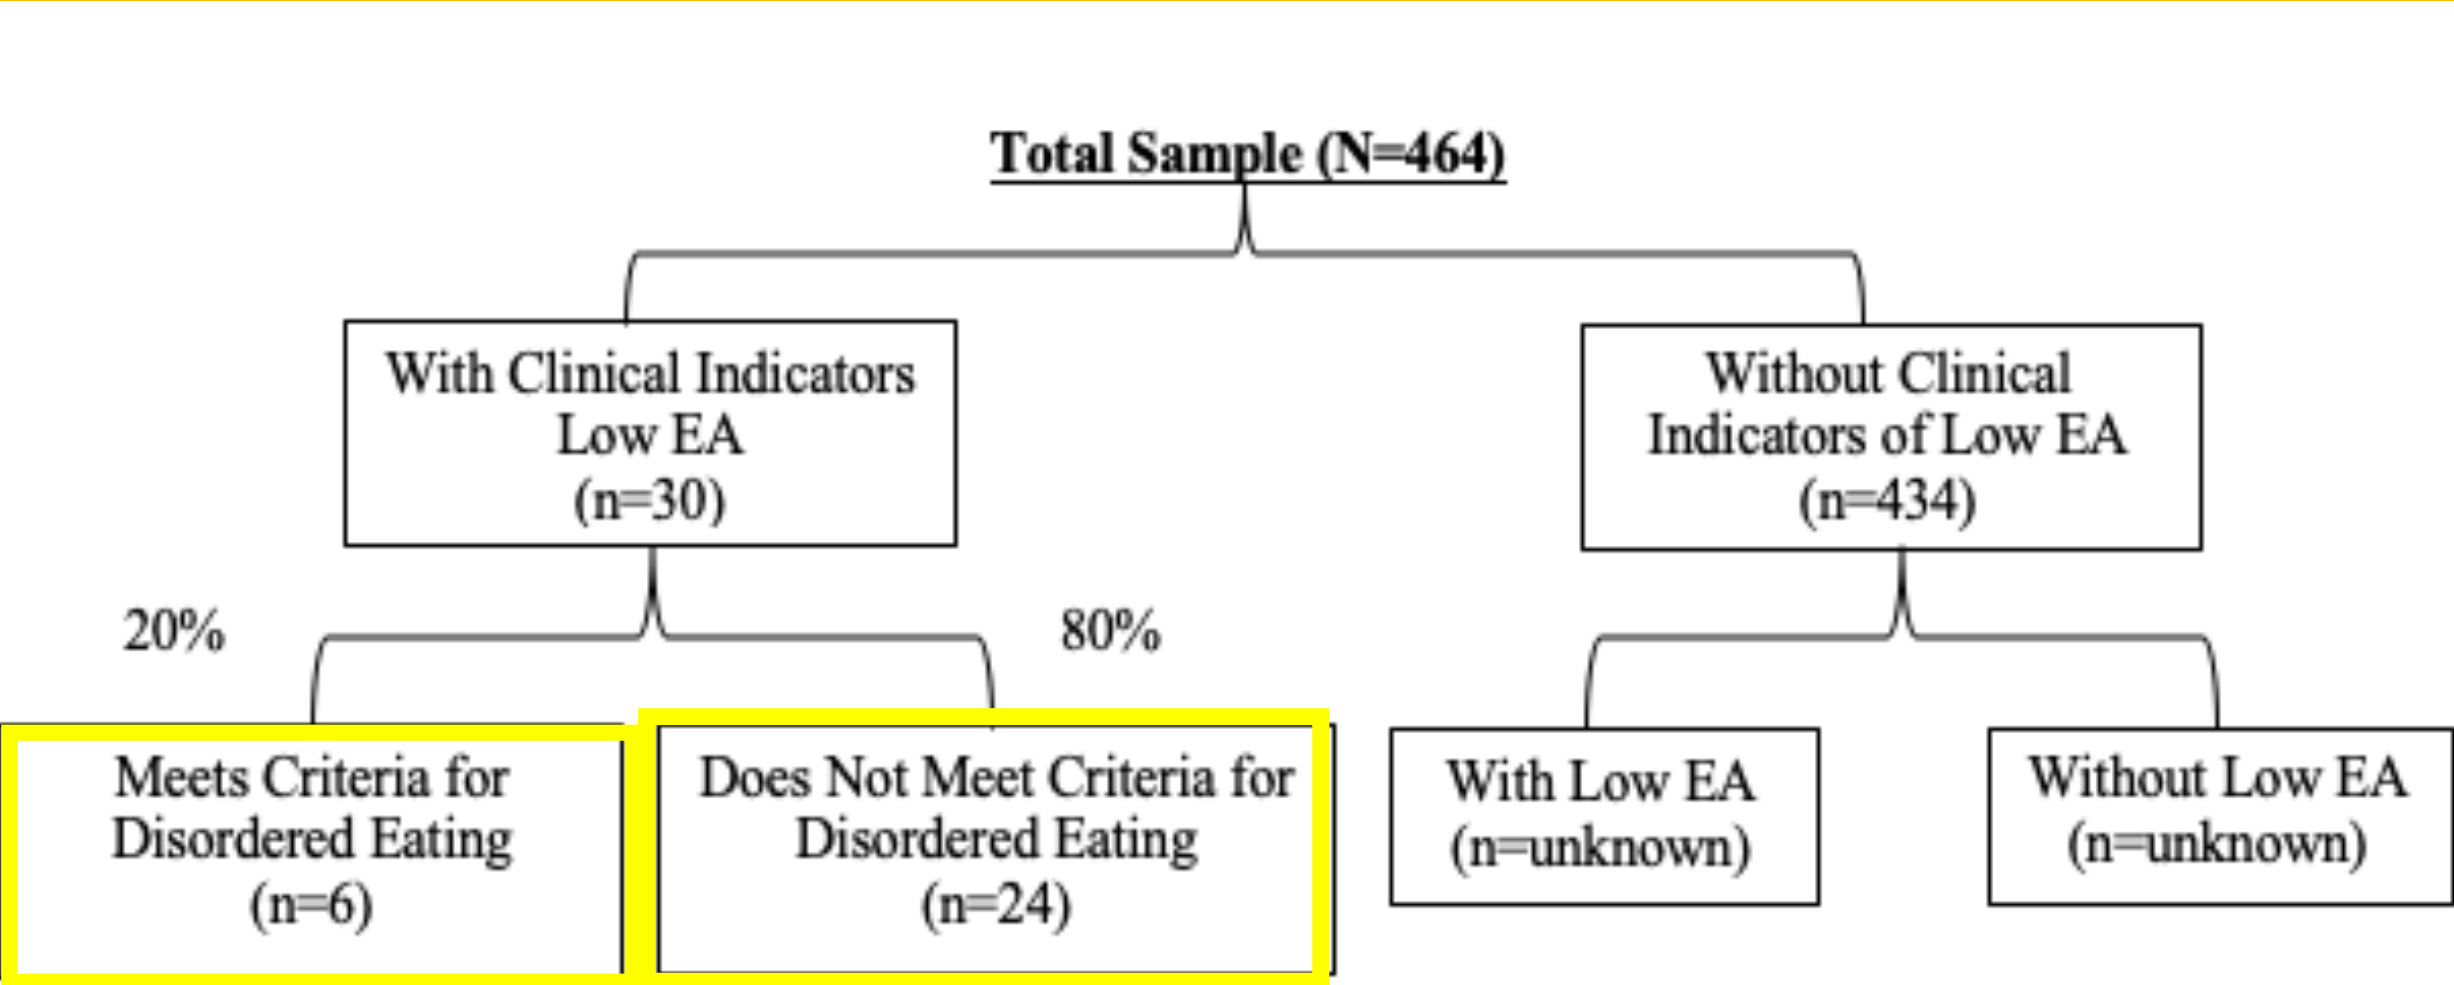 Total Sample (N=464)
With Clinical Indicators
Low EA
(n=30)
Without Clinical
Indicators of Low EA
(n=434)
20%
80%
Meets Criteria for
Disordered Eating
(n=6)
Does Not Meet Criteria for
Disordered Eating
(n=24)
With Low EA
(n=unknown)
Without Low EA
(n=unknown)